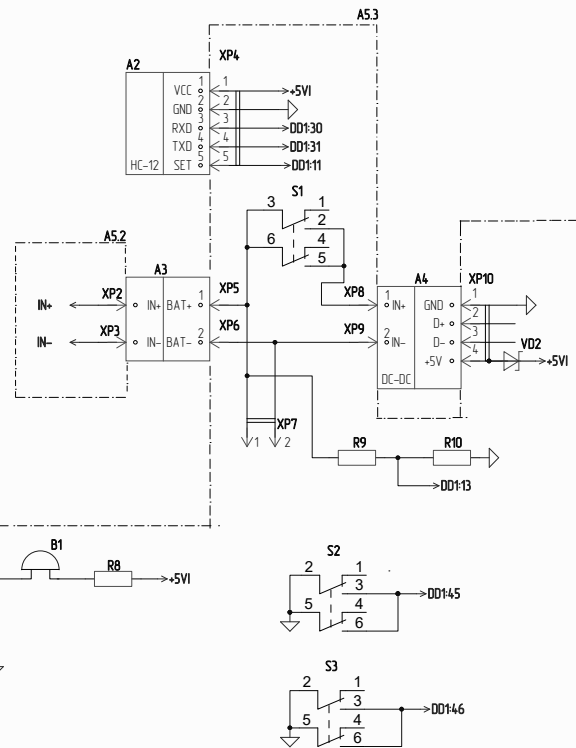 A5.3
A2
XP4
1 VCC 1 +5VI
2 GND 2
3 RXD 3 DD1:30
4 TXD 4 DD1:31
HC-12 5 SET 5 DD1:11
S1
3 1
2
6 4
5
A5.2
A3 XP5 XP8 A4 XP10
IN+ XP2 IN+ BAT+ 1 1 IN+ GND 1
XP6 XP9 D+ 2
IN- XP3 IN- BAT- 2 2 IN- D- 3 VD2
+5V 4 +5VI
DC-DC
XP7
1 2
R9 R10
DD1:13
B1
R8 +5VI
S2
2 1
3 DD1:45
5 4
6
S3
2 1
3 DD1:46
5 4
6